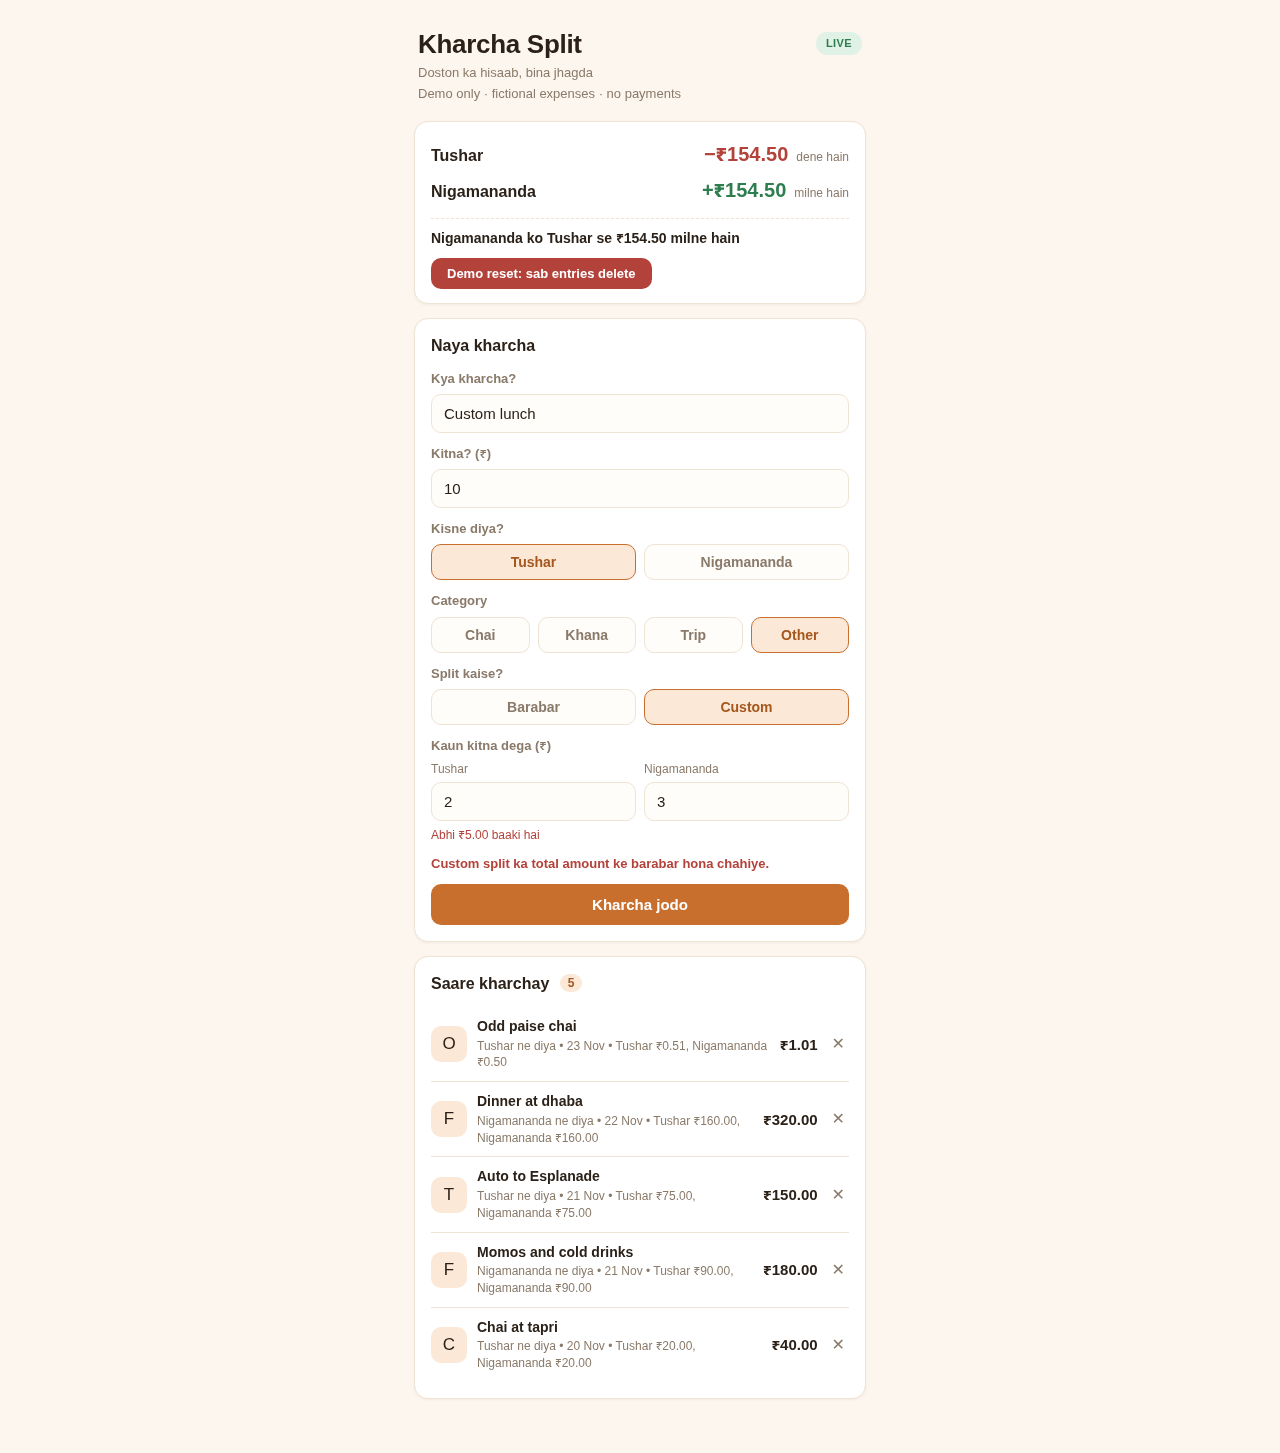 Kharcha Split
LIVE
Doston ka hisaab, bina jhagda
Demo only · fictional expenses · no payments
Tushar −₹154.50 dene hain
Nigamananda +₹154.50 milne hain
Nigamananda ko Tushar se ₹154.50 milne hain
Demo reset: sab entries delete
Naya kharcha
Kya kharcha?
Custom lunch
Kitna? (₹)
10
Kisne diya?
Tushar Nigamananda
Category
Chai Khana Trip Other
Split kaise?
Barabar Custom
Kaun kitna dega (₹)
Tushar Nigamananda
2 3
Abhi ₹5.00 baaki hai
Custom split ka total amount ke barabar hona chahiye.
Kharcha jodo
Saare kharchay 5
O
Odd paise chai
Tushar ne diya • 23 Nov • Tushar ₹0.51, Nigamananda
₹0.50
₹1.01 ✕
F
Dinner at dhaba
Nigamananda ne diya • 22 Nov • Tushar ₹160.00,
Nigamananda ₹160.00
₹320.00 ✕
T
Auto to Esplanade
Tushar ne diya • 21 Nov • Tushar ₹75.00,
Nigamananda ₹75.00
₹150.00 ✕
F
Momos and cold drinks
Nigamananda ne diya • 21 Nov • Tushar ₹90.00,
Nigamananda ₹90.00
₹180.00 ✕
C
Chai at tapri
Tushar ne diya • 20 Nov • Tushar ₹20.00,
Nigamananda ₹20.00
₹40.00 ✕